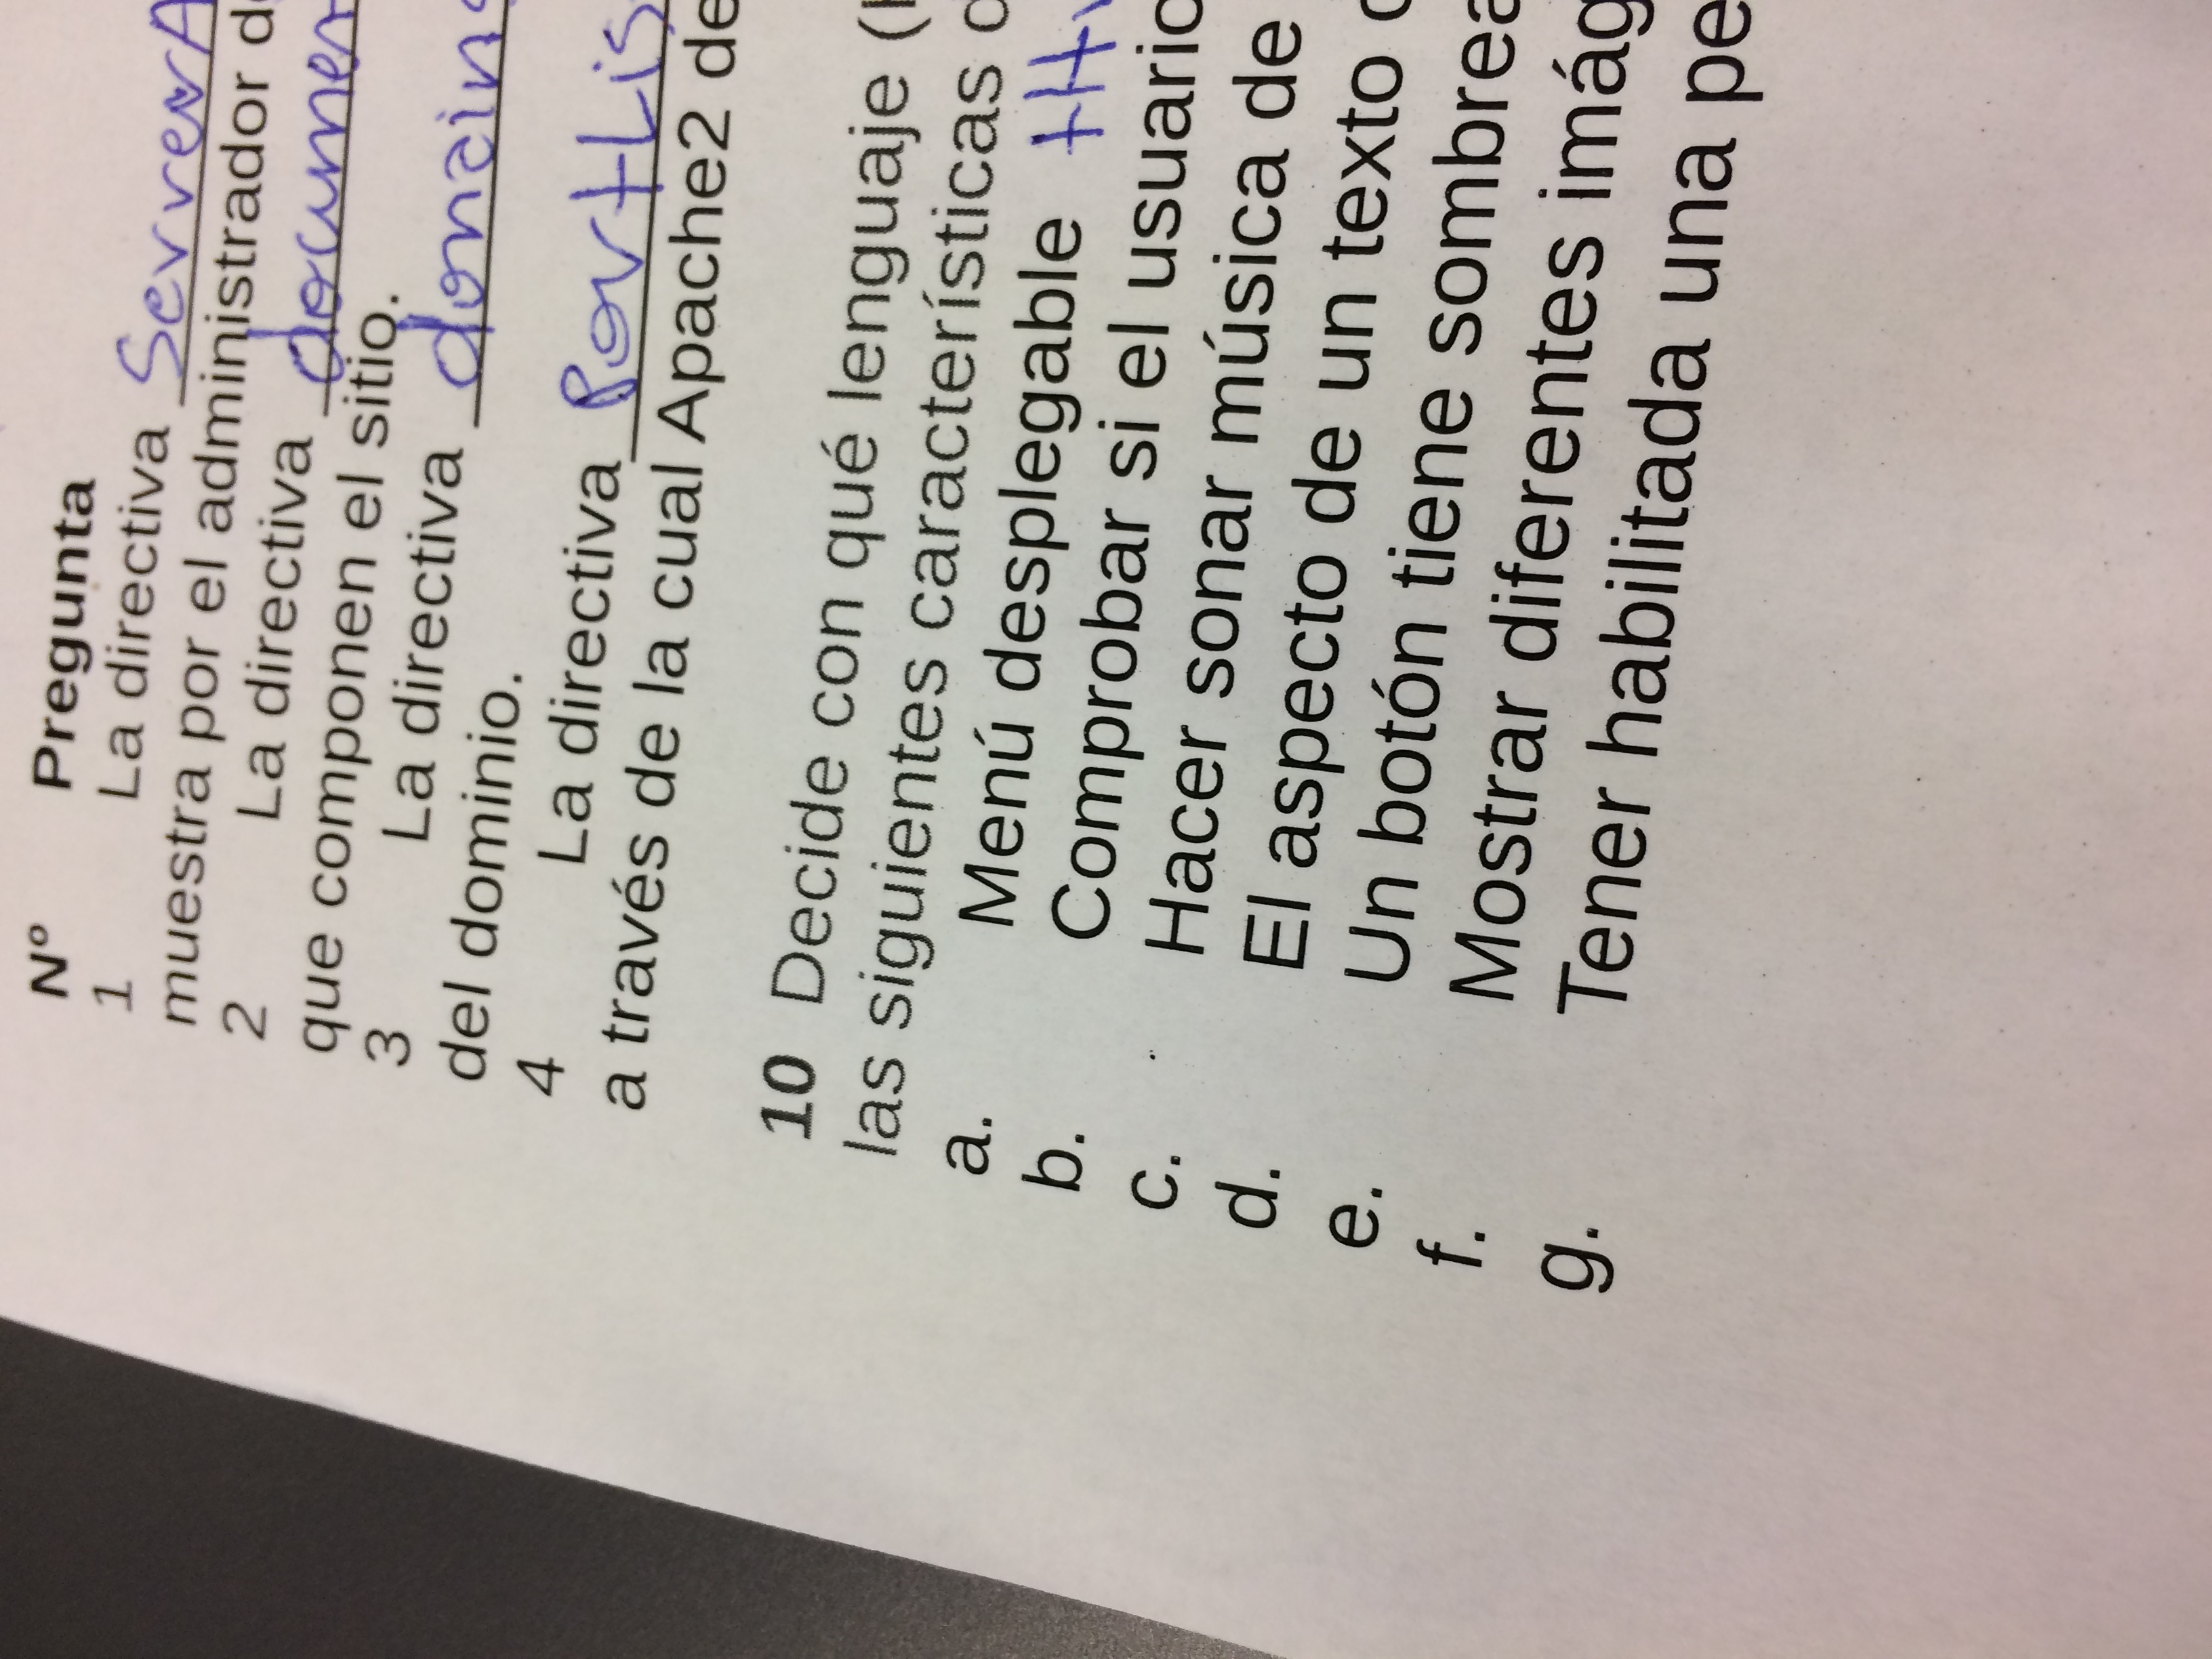 Nº Pregunta
1 La directiva ServverA
muestra por el administrador d
2 La directiva documen
que componen el sitio.
3 La directiva
del dominio.
4 La directiva PortLis
a través de la cual Apache2 de
10 Decide con qué lenguaje (
las siguientes características
a. Menú desplegable
b. Comprobar si el usuario
c. Hacer sonar música de
d. El aspecto de un texto
e. Un botón tiene sombrea
f. Mostrar diferentes imág
g. Tener habilitada una pe